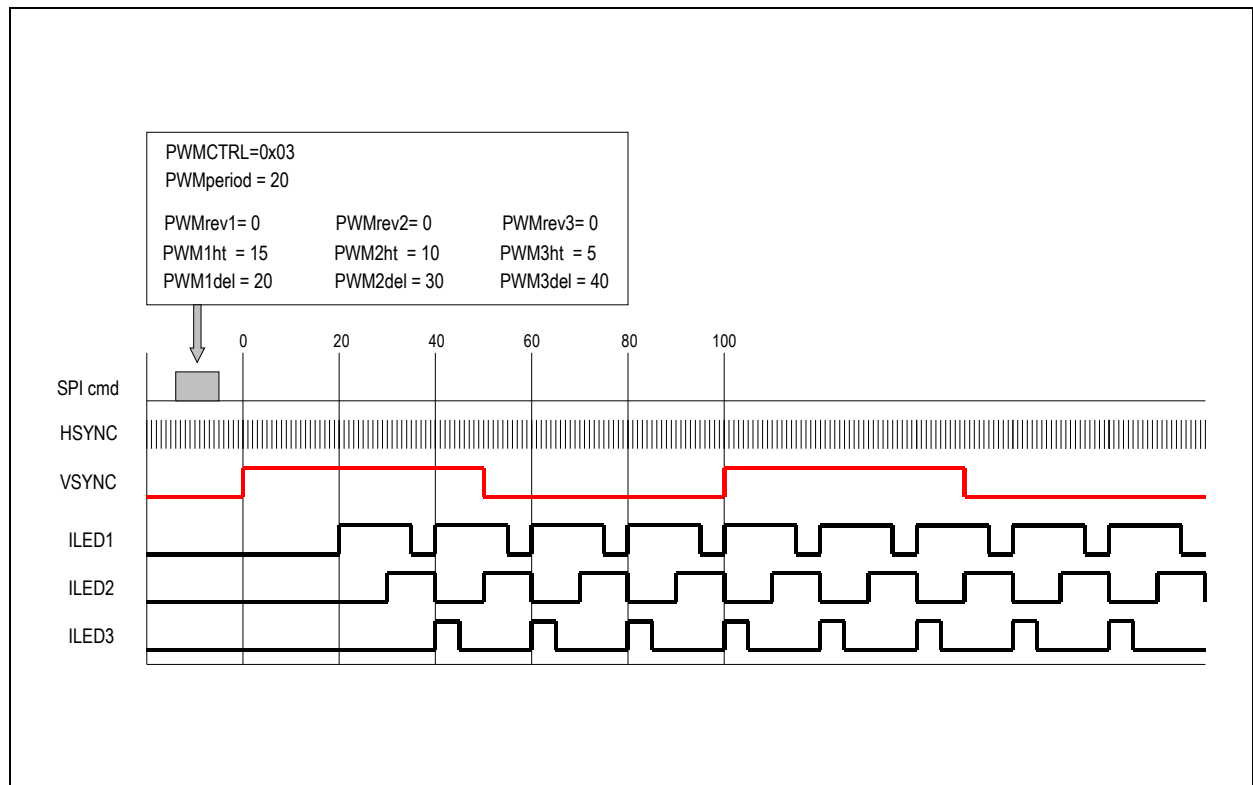 PWMCTRL=0x03
PWMperiod = 20
PWMrev1= 0 PWMrev2= 0 PWMrev3= 0
PWM1ht = 15 PWM2ht = 10 PWM3ht = 5
PWM1del = 20 PWM2del = 30 PWM3del = 40
0 20 40 60 80 100
SPI cmd
HSYNC
VSYNC
ILED1
ILED2
ILED3